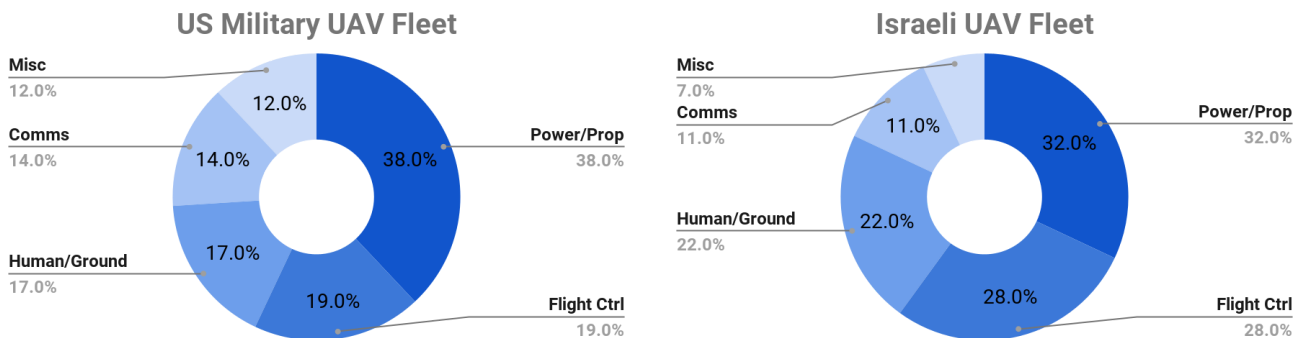 US Military UAV Fleet
Misc
12.0%
Comms
14.0%
Human/Ground
17.0%
12.0%
14.0%
17.0%
19.0%
38.0%
Power/Prop
38.0%
Flight Ctrl
19.0%
Israeli UAV Fleet
Misc
7.0%
Comms
11.0%
Human/Ground
22.0%
11.0%
22.0%
28.0%
32.0%
Power/Prop
32.0%
Flight Ctrl
28.0%